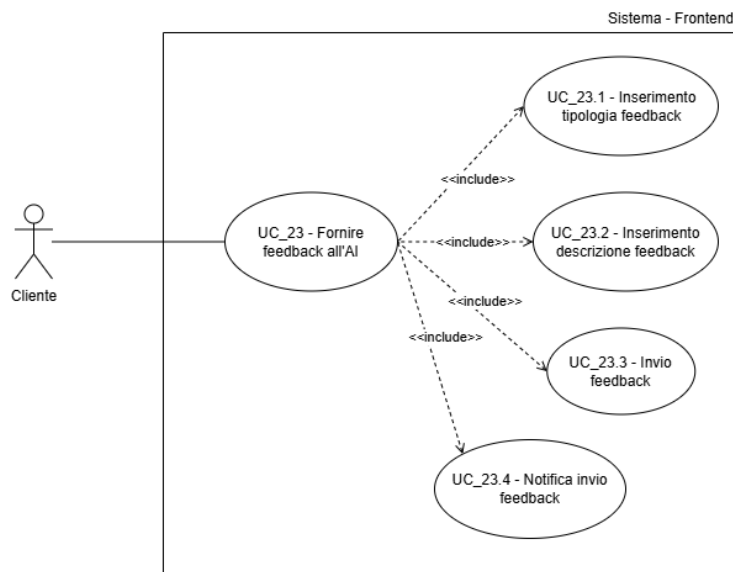 Sistema - Frontend
UC_23.1 - Inserimento
tipologia feedback
<<include>>
UC_23 - Fornire
feedback all'AI
<<include>>
UC_23.2 - Inserimento
descrizione feedback
Cliente
<<include>>
<<include>>
UC_23.3 - Invio
feedback
UC_23.4 - Notifica invio
feedback